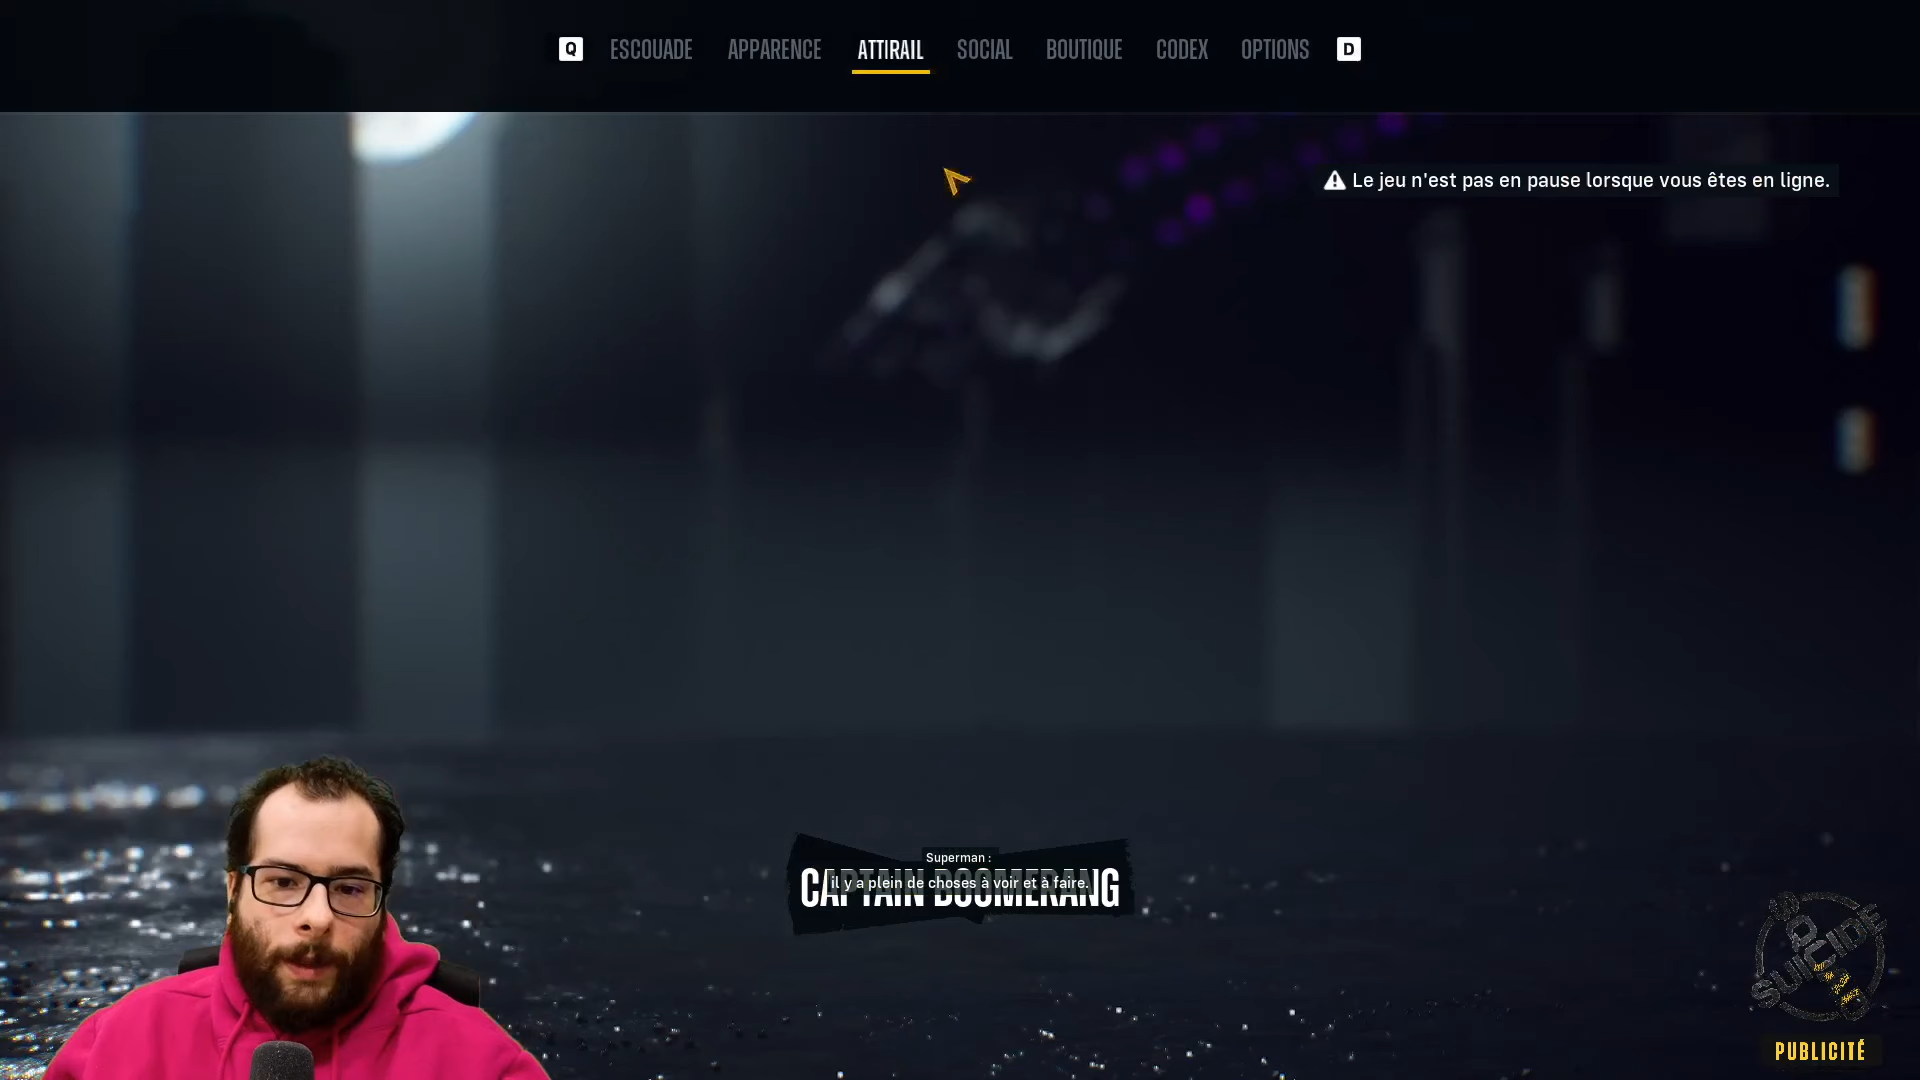 Q ESCOUADE APPARENCE ATTIRAIL SOCIAL BOUTIQUE CODEX OPTIONS D
Le jeu n'est pas en pause lorsque vous êtes en ligne.
Superman :
il y a plein de choses à voir et à faire.
CAPTAIN BOOMERANG
SUICIDE
SQUAD
PUBLICITÉ